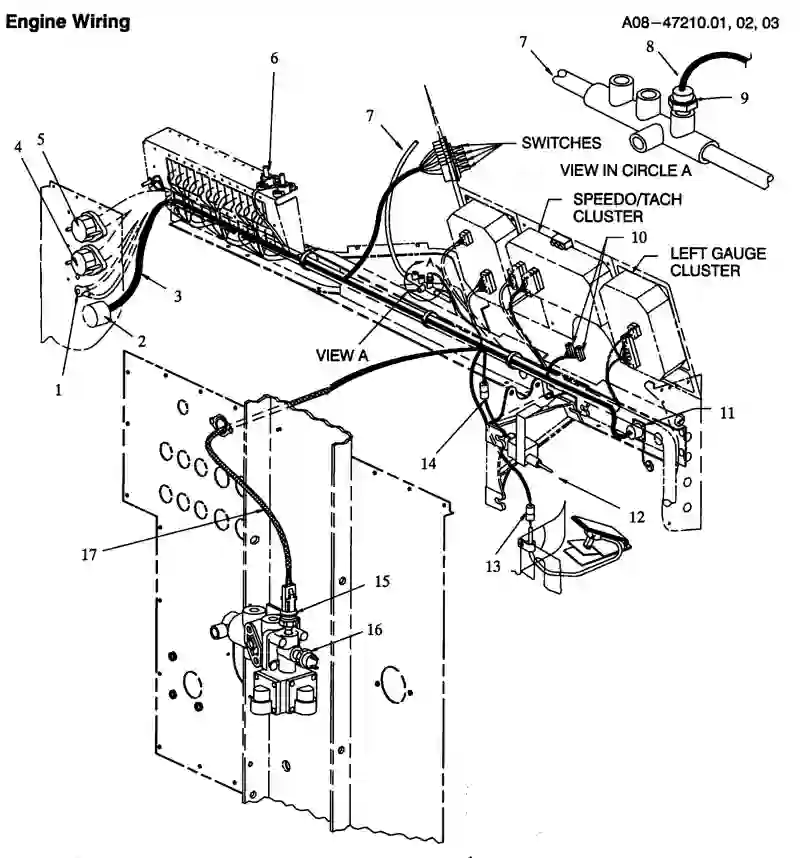 Engine Wiring
A08-47210.01, 02, 03
7
8
9
VIEW IN CIRCLE A
6
7
SWITCHES
SPEEDO/TACH
CLUSTER
10
LEFT GAUGE
CLUSTER
5
4
3
1
2
A
VIEW A
11
14
12
13
17
15
16